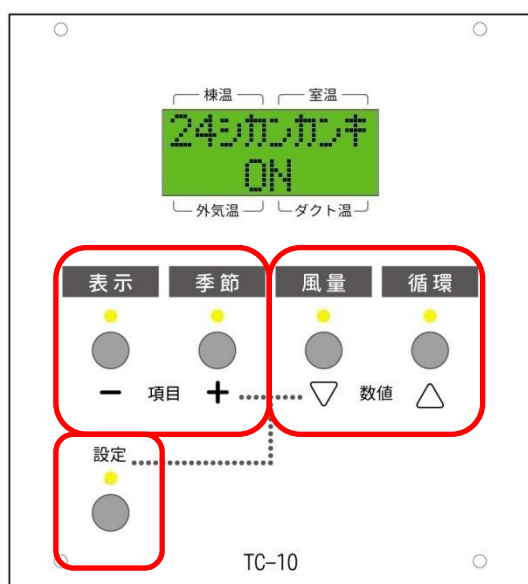 棟温 室温
24シカンカンキ
ON
外気温 ダクト温
表示 季節 風量 循環
− 項目 + ▽ 数値 △
設定
TC-10